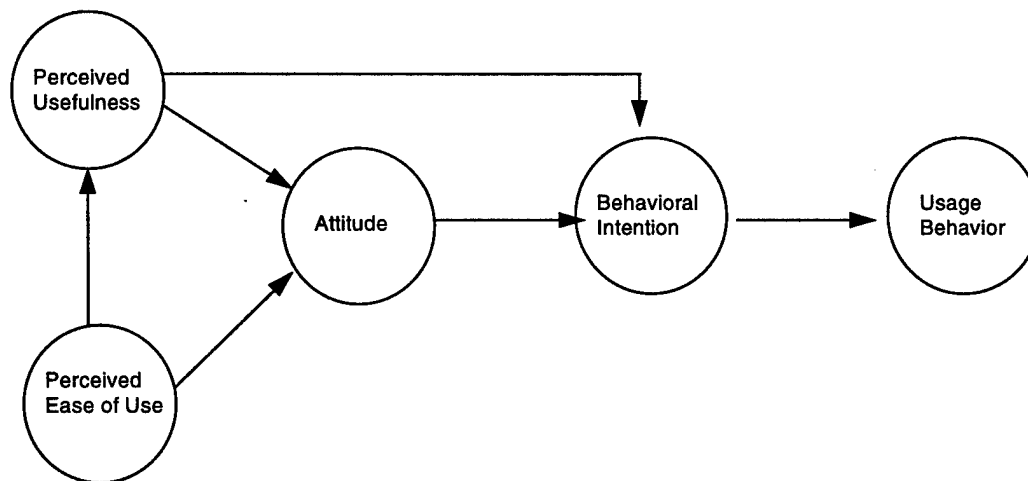 Perceived
Usefulness
Attitude
Behavioral
Intention
Usage
Behavior
Perceived
Ease of Use